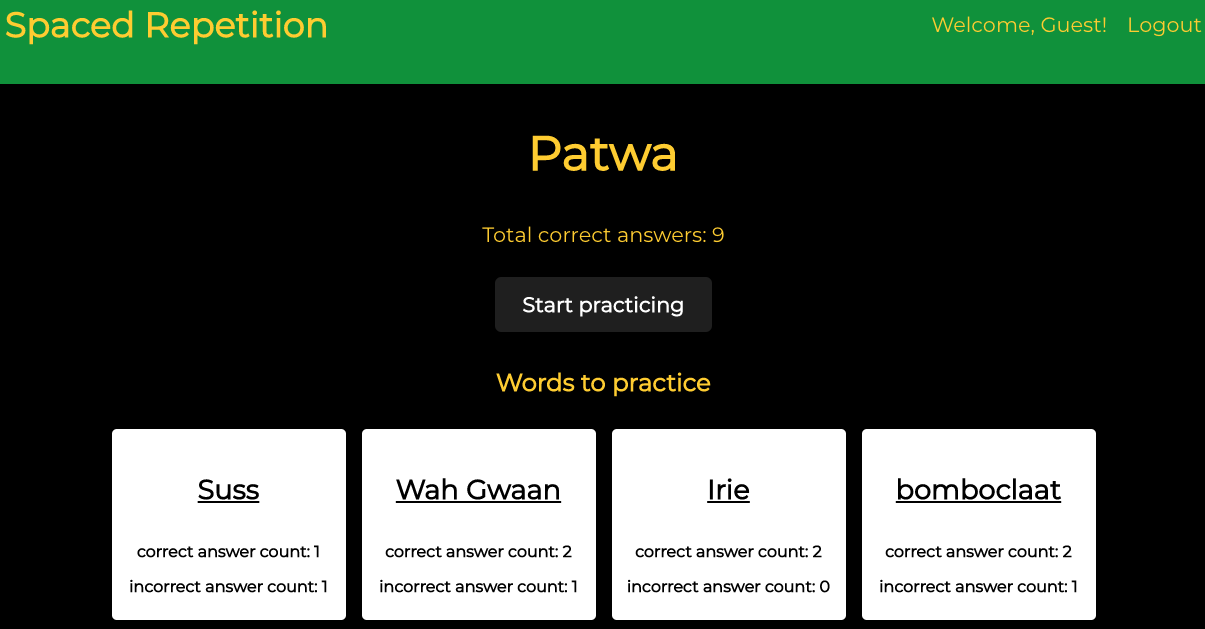 Spaced Repetition
Welcome, Guest! Logout
Patwa
Total correct answers: 9
Start practicing
Words to practice
Suss
correct answer count: 1
incorrect answer count: 1
Wah Gwaan
correct answer count: 2
incorrect answer count: 1
Irie
correct answer count: 2
incorrect answer count: 0
bomboclaat
correct answer count: 2
incorrect answer count: 1